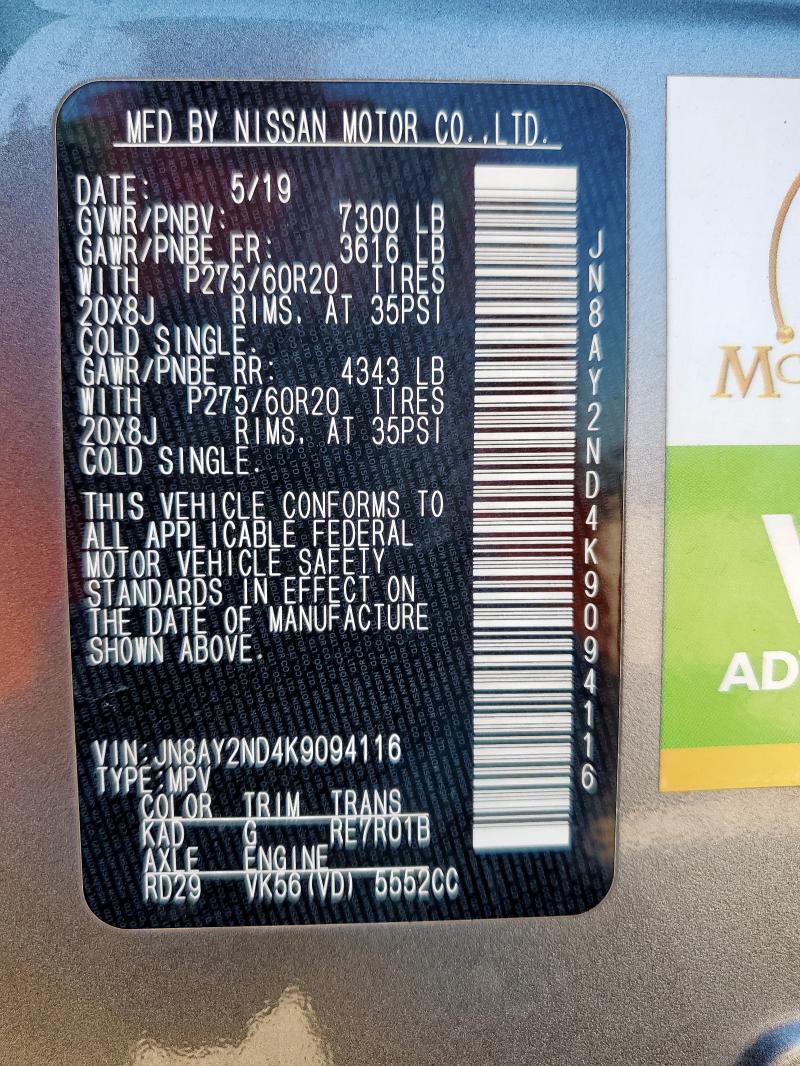 MFD BY NISSAN MOTOR CO.,LTD.
DATE: 5/19
GVWR/PNBV: 7300 LB
GAWR/PNBE FR: 3616 LB
WITH P275/60R20 TIRES
20X8J RIMS, AT 35PSI
COLD SINGLE.
GAWR/PNBE RR: 4343 LB
WITH P275/60R20 TIRES
20X8J RIMS, AT 35PSI
COLD SINGLE.
THIS VEHICLE CONFORMS TO
ALL APPLICABLE FEDERAL
MOTOR VEHICLE SAFETY
STANDARDS IN EFFECT ON
THE DATE OF MANUFACTURE
SHOWN ABOVE.
VIN:JN8AY2ND4K9094116
TYPE:MPV
COLOR TRIM TRANS
KAD G RE7R01B
AXLE ENGINE
RD29 VK56(VD) 5552CC
JN8AY2ND4K9094116